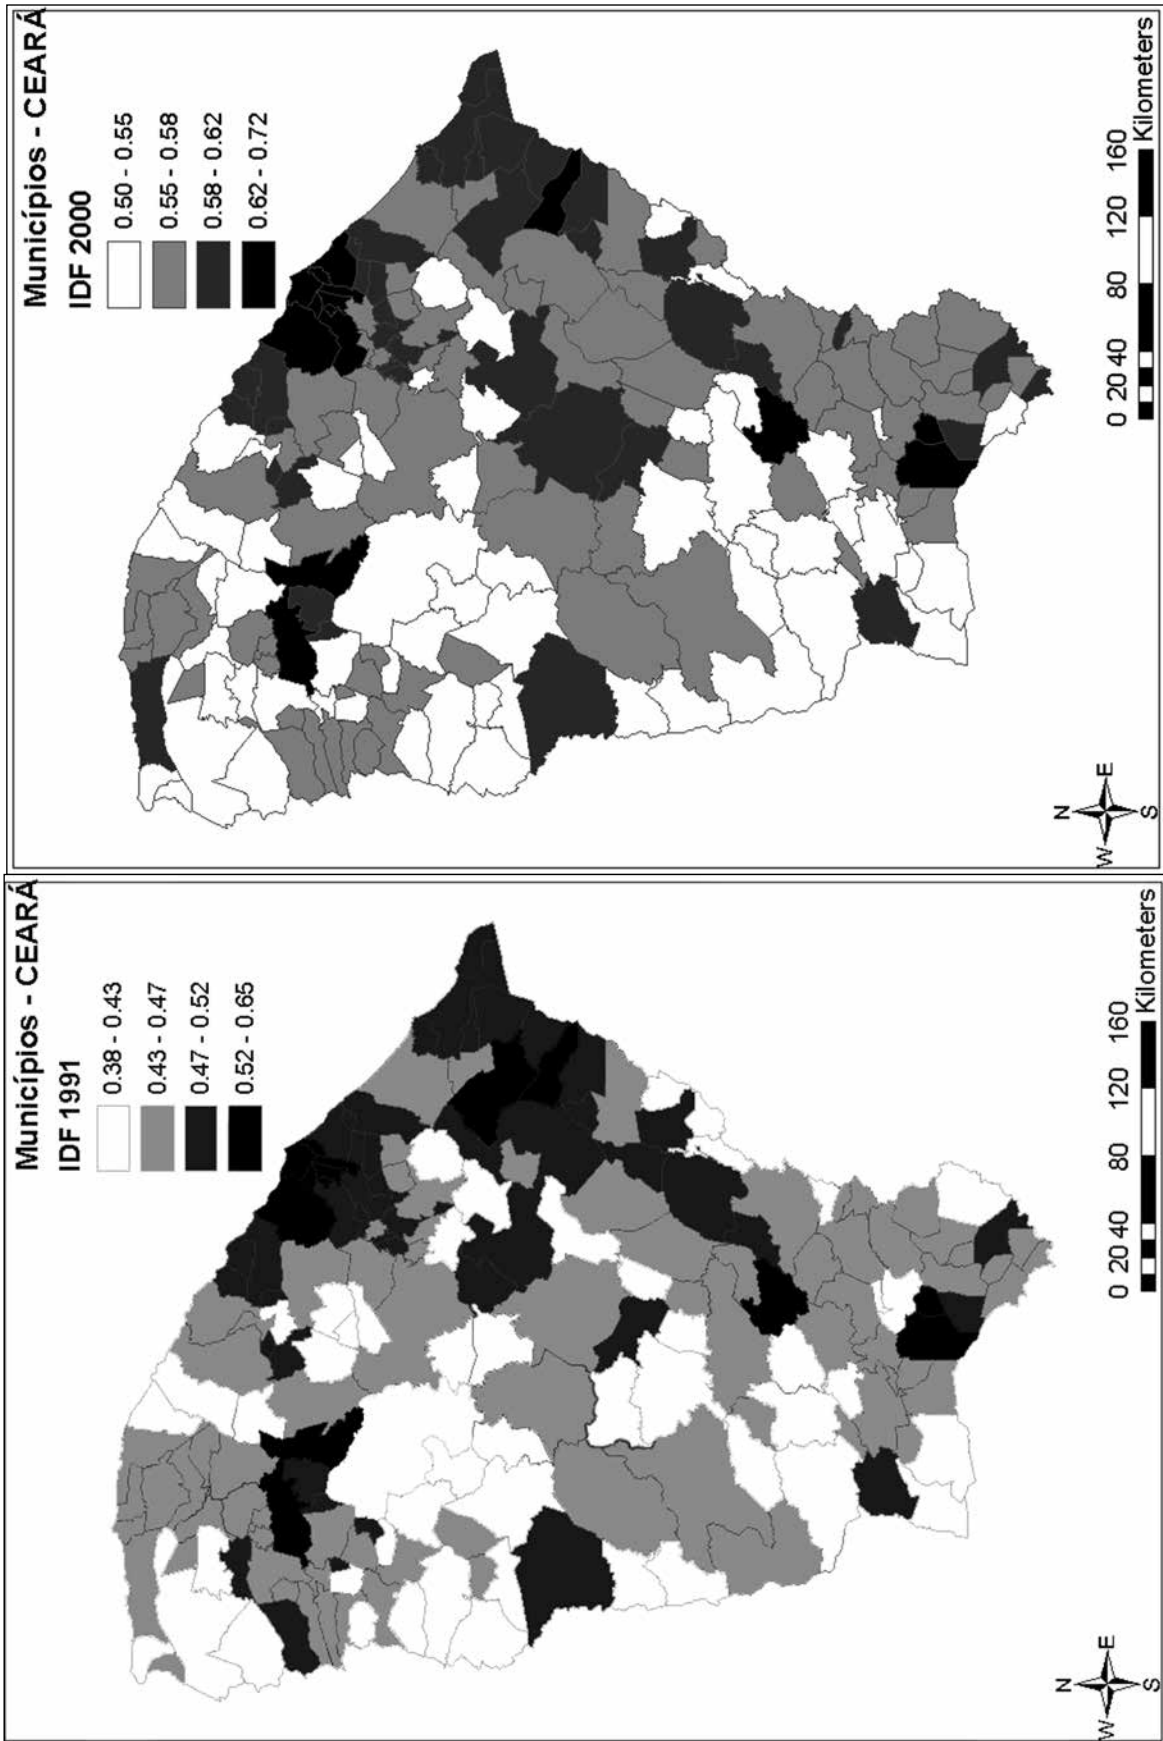 Municípios - CEARÁ
IDF 2000
0.50 - 0.55
0.55 - 0.58
0.58 - 0.62
0.62 - 0.72
N
W
E
S
0 20 40 80 120 160
Kilometers
Municípios - CEARÁ
IDF 1991
0.38 - 0.43
0.43 - 0.47
0.47 - 0.52
0.52 - 0.65
N
W
E
S
0 20 40 80 120 160
Kilometers